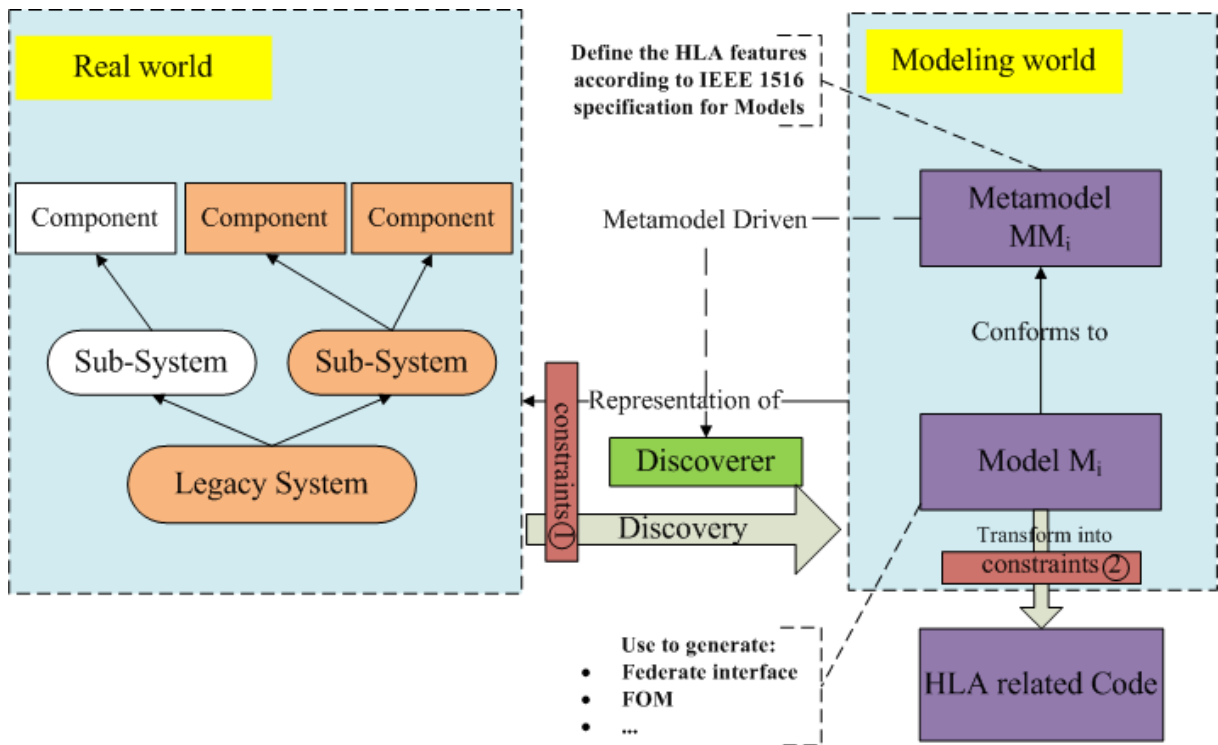 Real world
Define the HLA features
according to IEEE 1516
specification for Models
Modeling world
Component
Component
Component
Metamodel Driven
Metamodel
MMi
Sub-System
Sub-System
Conforms to
Representation of
constraints①
Legacy System
Discoverer
Discovery
Model Mi
Transform into
constraints②
Use to generate:
• Federate interface
• FOM
• ...
HLA related Code